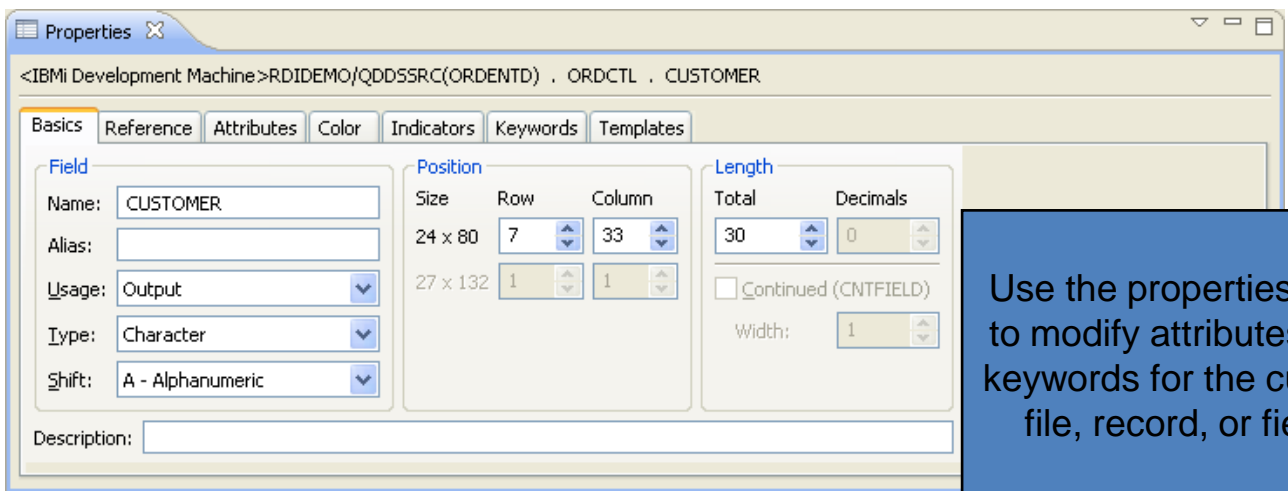 Properties
<IBMi Development Machine>RDIDEMO/QDDSSRC(ORDENTD) . ORDCTL . CUSTOMER
Basics Reference Attributes Color Indicators Keywords Templates
Field
Name: CUSTOMER
Alias:
Usage: Output
Type: Character
Shift: A - Alphanumeric
Position
Size Row Column
24 x 80 7 33
27 x 132 1 1
Length
Total Decimals
30 0
Continued (CNTFIELD)
Width: 1
Description:
Use the properties
to modify attributes
keywords for the
file, record, or